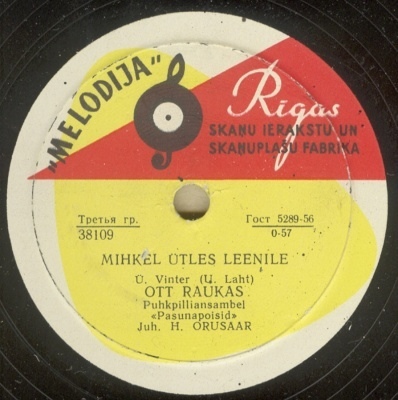 „MELODIJA"
Rīgas
SKAŅU IERAKSTU UN
SKAŅUPLAŠU FABRIKA
Третья гр.
38109
Гост 5289-56
0-57
MIHKEL ÜTLES LEENILE
Ü. Vinter (U. Laht)
OTT RAUKAS
Puhkpilliansambel
«Pasunapoisid»
Juh. H. ORUSAAR